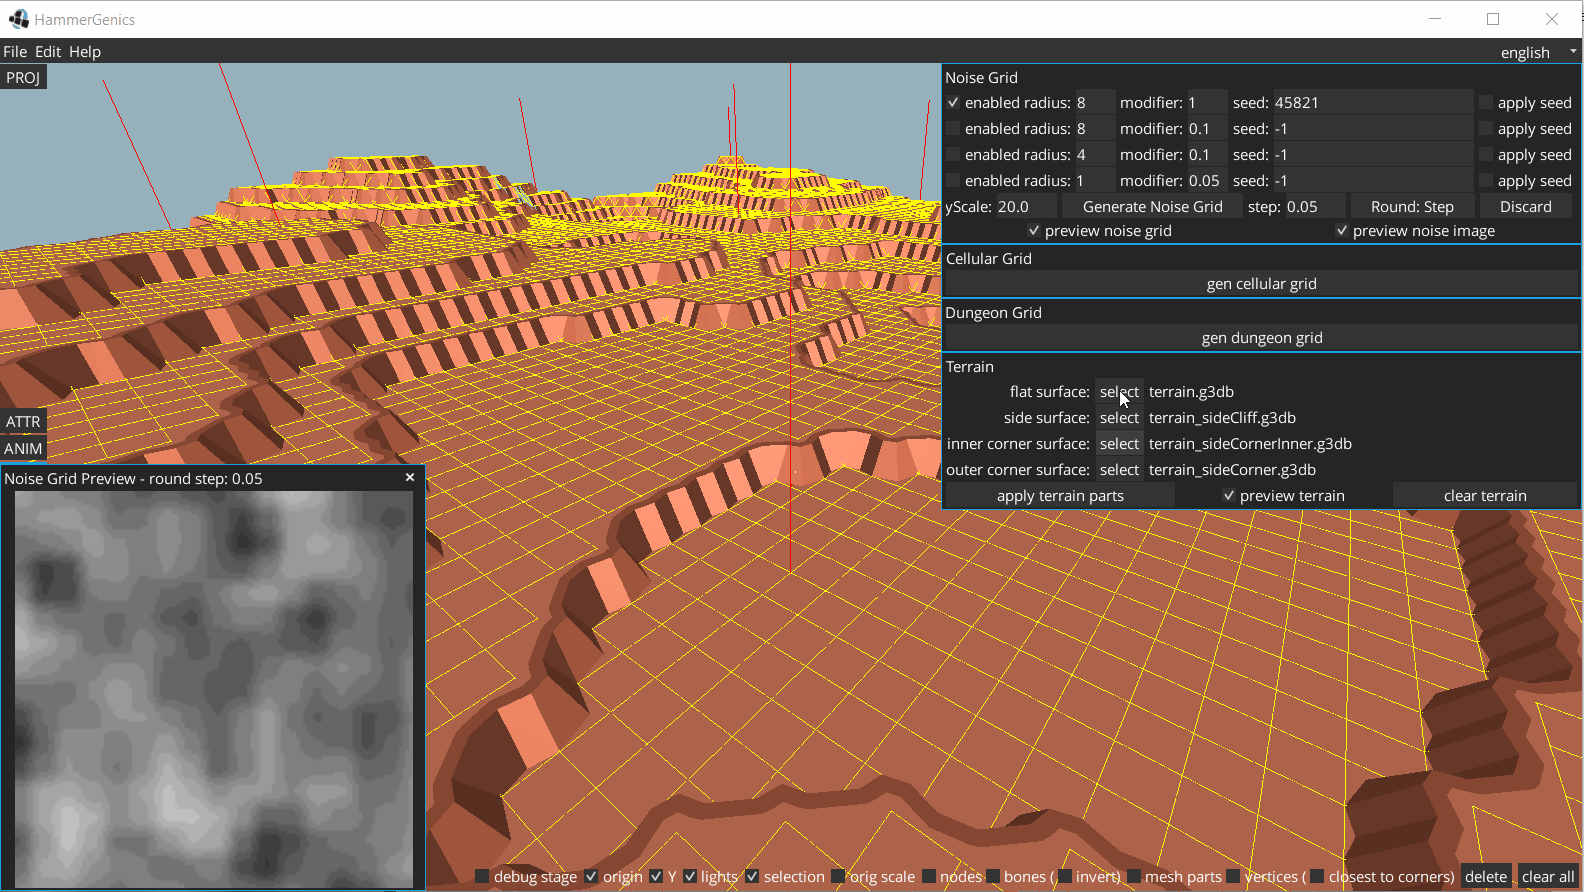 HammerGenics
File Edit Help
english
PROJ
Noise Grid
enabled radius: 8 modifier: 1 seed: 45821 apply seed
enabled radius: 8 modifier: 0.1 seed: -1 apply seed
enabled radius: 4 modifier: 0.1 seed: -1 apply seed
enabled radius: 1 modifier: 0.05 seed: -1 apply seed
yScale: 20.0 Generate Noise Grid step: 0.05 Round: Step Discard
preview noise grid preview noise image
Cellular Grid
gen cellular grid
Dungeon Grid
gen dungeon grid
Terrain
flat surface: select terrain.g3db
side surface: select terrain_sideCliff.g3db
inner corner surface: select terrain_sideCornerInner.g3db
outer corner surface: select terrain_sideCorner.g3db
apply terrain parts preview terrain clear terrain
ATTR
ANIM
Noise Grid Preview - round step: 0.05
debug stage origin Y lights selection orig scale nodes bones ( invert) mesh parts vertices ( closest to corners) delete clear all